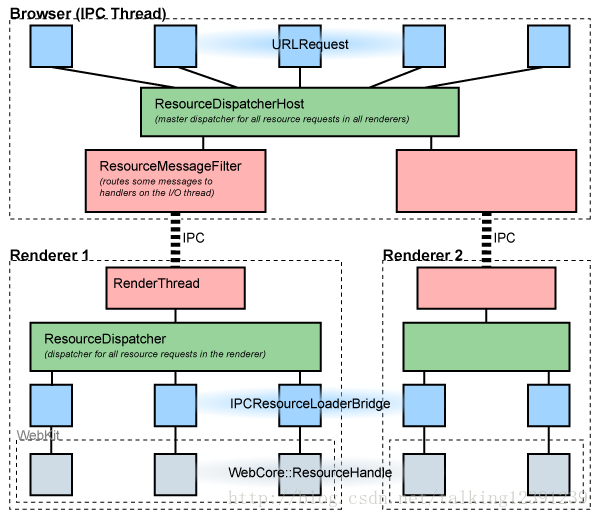 Browser (IPC Thread)
URLRequest
ResourceDispatcherHost
(master dispatcher for all resource requests in all renderers)
ResourceMessageFilter
(routes some messages to
handlers on the I/O thread)
IPC
IPC
Renderer 1
Renderer 2
RenderThread
ResourceDispatcher
(dispatcher for all resource requests in the renderer)
IPCResourceLoaderBridge
WebKit
WebCore::ResourceHandle